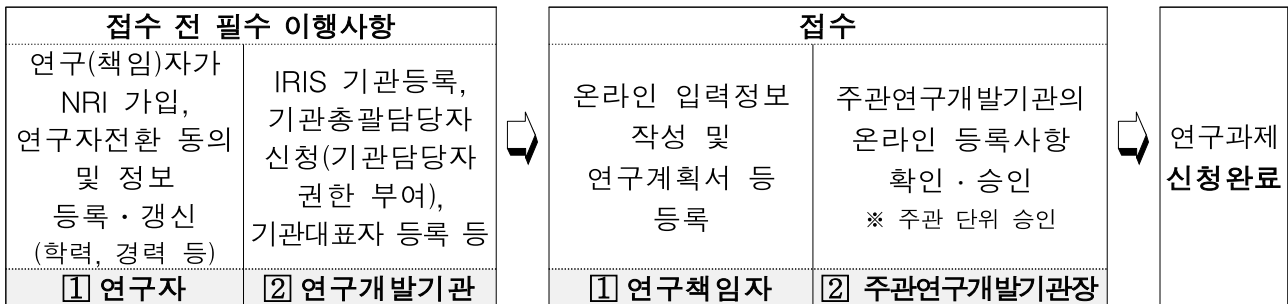 접수 전 필수 이행사항
연구(책임)자가
NRI 가입,
연구자전환 동의
및 정보
등록·갱신
(학력, 경력 등)
1 연구자
IRIS 기관등록,
기관총괄담당자
신청(기관담당자
권한 부여),
기관대표자 등록 등
2 연구개발기관
접수
온라인 입력정보
작성 및
연구계획서 등
등록
1 연구책임자
주관연구개발기관의
온라인 등록사항
확인·승인
※ 주관 단위 승인
2 주관연구개발기관장
연구과제
신청완료